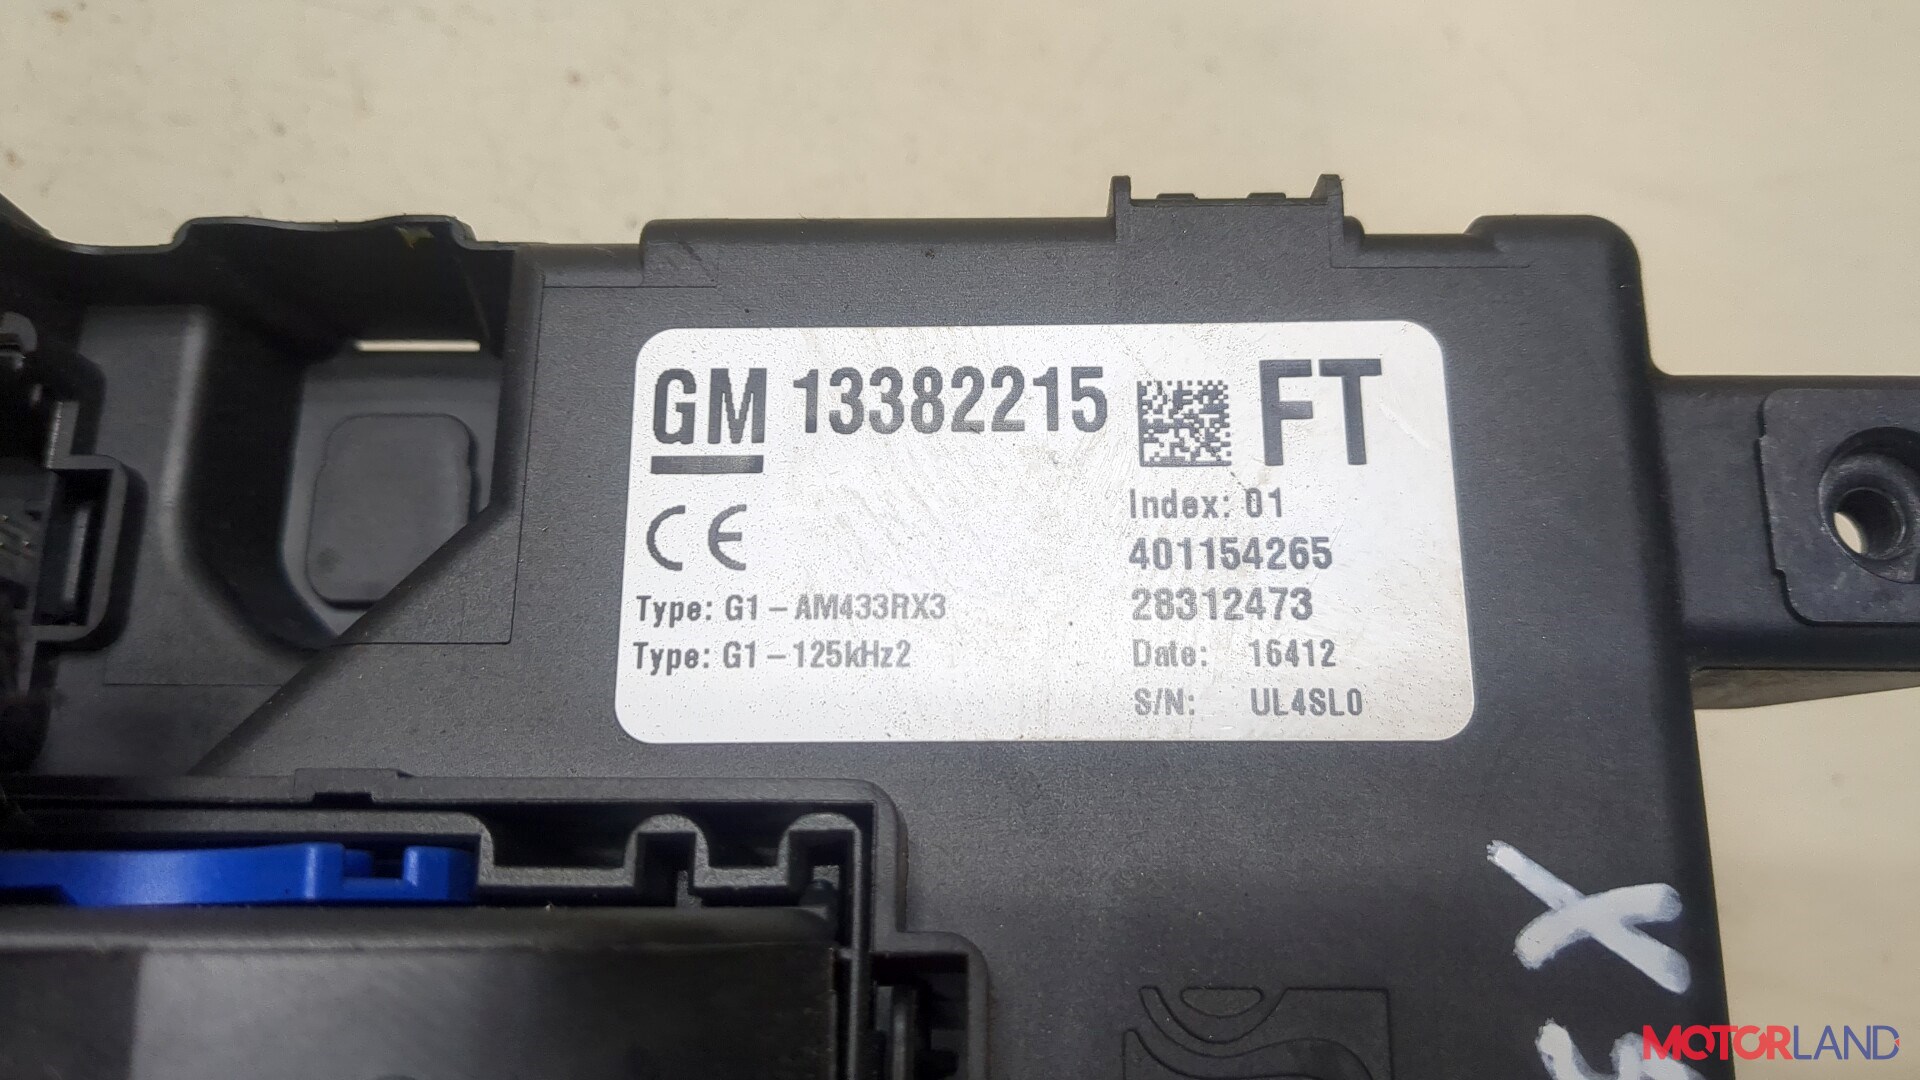 GM 13382215 FT
CE
Index: 01
401154265
28312473
Type: G1-AM433RX3
Type: G1-125kHz2
Date: 16412
S/N: UL4SL0
X
MOTORLAND